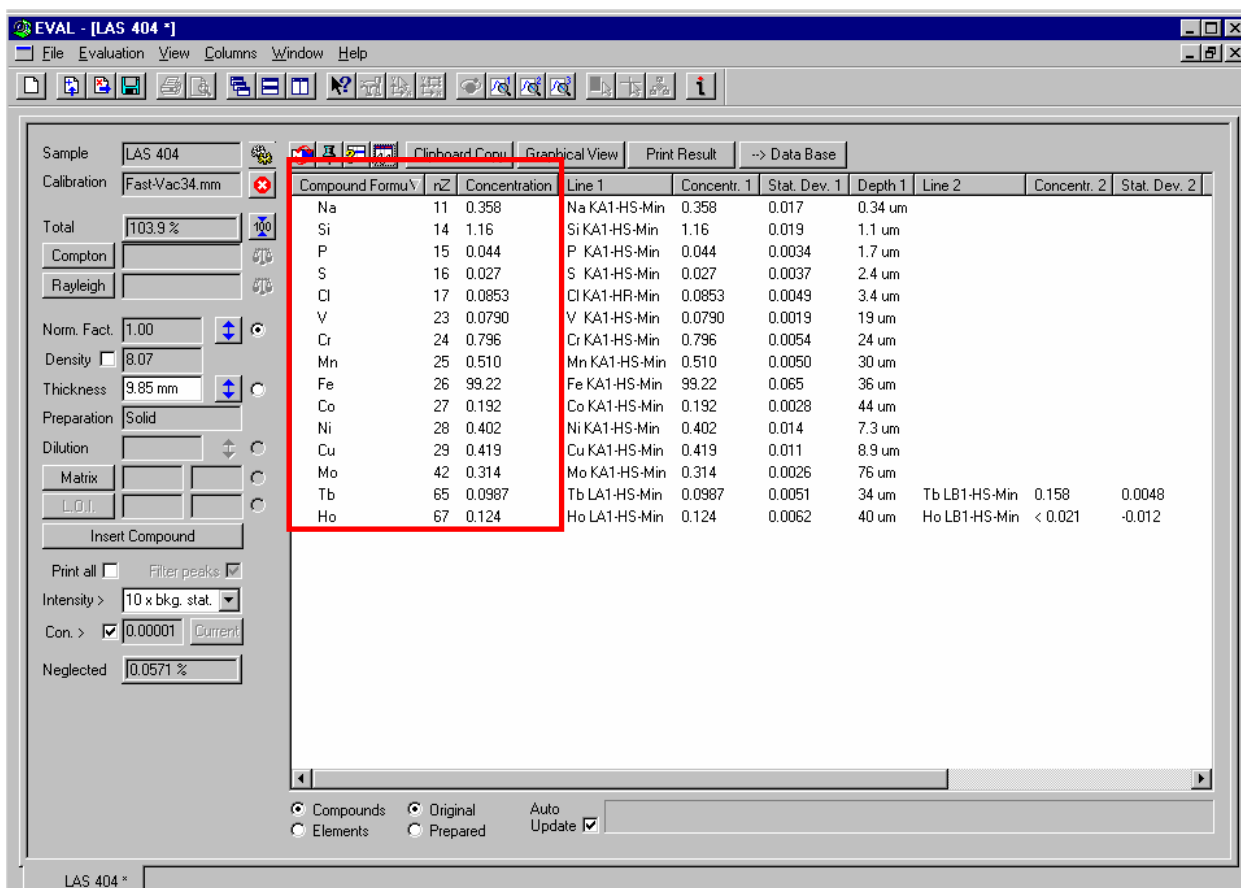 EVAL - [LAS 404 *]
File Evaluation View Columns Window Help
Sample LAS 404
Calibration Fast-Vac34.mm
Total 103.9 %
100
Compton
Rayleigh
Norm. Fact. 1.00
Density 8.07
Thickness 9.85 mm
Preparation Solid
Dilution
Matrix
L.O.I.
Insert Compound
Print all Filter peaks
Intensity > 10 x bkg. stat.
Con. > 0.00001 Current
Neglected 0.0571 %
Clipboard Copy Graphical View Print Result --> Data Base
Compound Formu nZ Concentration Line 1 Concentr. 1 Stat. Dev. 1 Depth 1 Line 2 Concentr. 2 Stat. Dev. 2
Na 11 0.358 Na KA1-HS-Min 0.358 0.017 0.34 um
Si 14 1.16 Si KA1-HS-Min 1.16 0.019 1.1 um
P 15 0.044 P KA1-HS-Min 0.044 0.0034 1.7 um
S 16 0.027 S KA1-HS-Min 0.027 0.0037 2.4 um
Cl 17 0.0853 Cl KA1-HR-Min 0.0853 0.0049 3.4 um
V 23 0.0790 V KA1-HS-Min 0.0790 0.0019 19 um
Cr 24 0.796 Cr KA1-HS-Min 0.796 0.0054 24 um
Mn 25 0.510 Mn KA1-HS-Min 0.510 0.0050 30 um
Fe 26 99.22 Fe KA1-HS-Min 99.22 0.065 36 um
Co 27 0.192 Co KA1-HS-Min 0.192 0.0028 44 um
Ni 28 0.402 Ni KA1-HS-Min 0.402 0.014 7.3 um
Cu 29 0.419 Cu KA1-HS-Min 0.419 0.011 8.9 um
Mo 42 0.314 Mo KA1-HS-Min 0.314 0.0026 76 um
Tb 65 0.0987 Tb LA1-HS-Min 0.0987 0.0051 34 um Tb LB1-HS-Min 0.158 0.0048
Ho 67 0.124 Ho LA1-HS-Min 0.124 0.0062 40 um Ho LB1-HS-Min < 0.021 -0.012
Compounds Original Auto
Elements Prepared Update
LAS 404 *